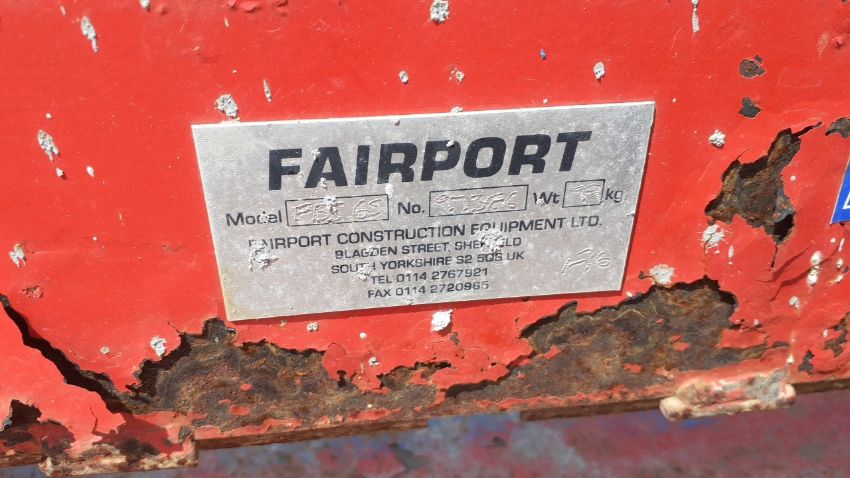 FAIRPORT
Model No. Wt kg
FAIRPORT CONSTRUCTION EQUIPMENT LTD.
BLAGDEN STREET, SHEFFIELD
SOUTH YORKSHIRE S2 5QS UK
TEL 0114 2767921
FAX 0114 2720965